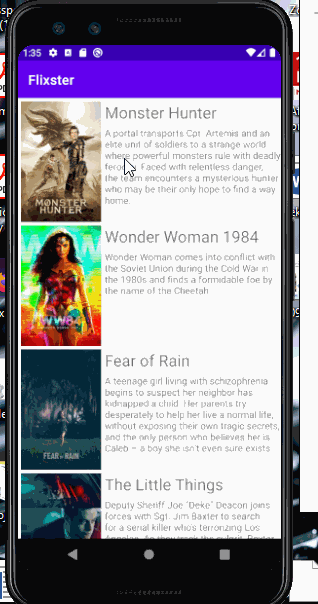 1:35
Flixster
Monster Hunter
A portal transports Cpt. Artemis and an
elite unit of soldiers to a strange world
where powerful monsters rule with deadly
Faced with relentless danger,
the team encounters a mysterious hunter
who may be their only hope to find a way
home.
MONSTER
HUNTER
Wonder Woman 1984
Wonder Woman comes into conflict with
the Soviet Union during the Cold War in
the 1980s and finds a formidable foe by
the name of the Cheetah
WW84
Fear of Rain
A teenage girl living with schizophrenia
begins to suspect her neighbor has
kidnapped a child. Her parents try
desperately to help her live a normal life,
without exposing their own tragic secrets,
and the only person who believes her is
Caleb – a boy she isn't even sure exists
FEAR OF RAIN
The Little Things
Deputy Sheriff Joe "Deke" Deacon joins
forces with Sgt. Jim Baxter to search
for a serial killer who's terrorizing Los